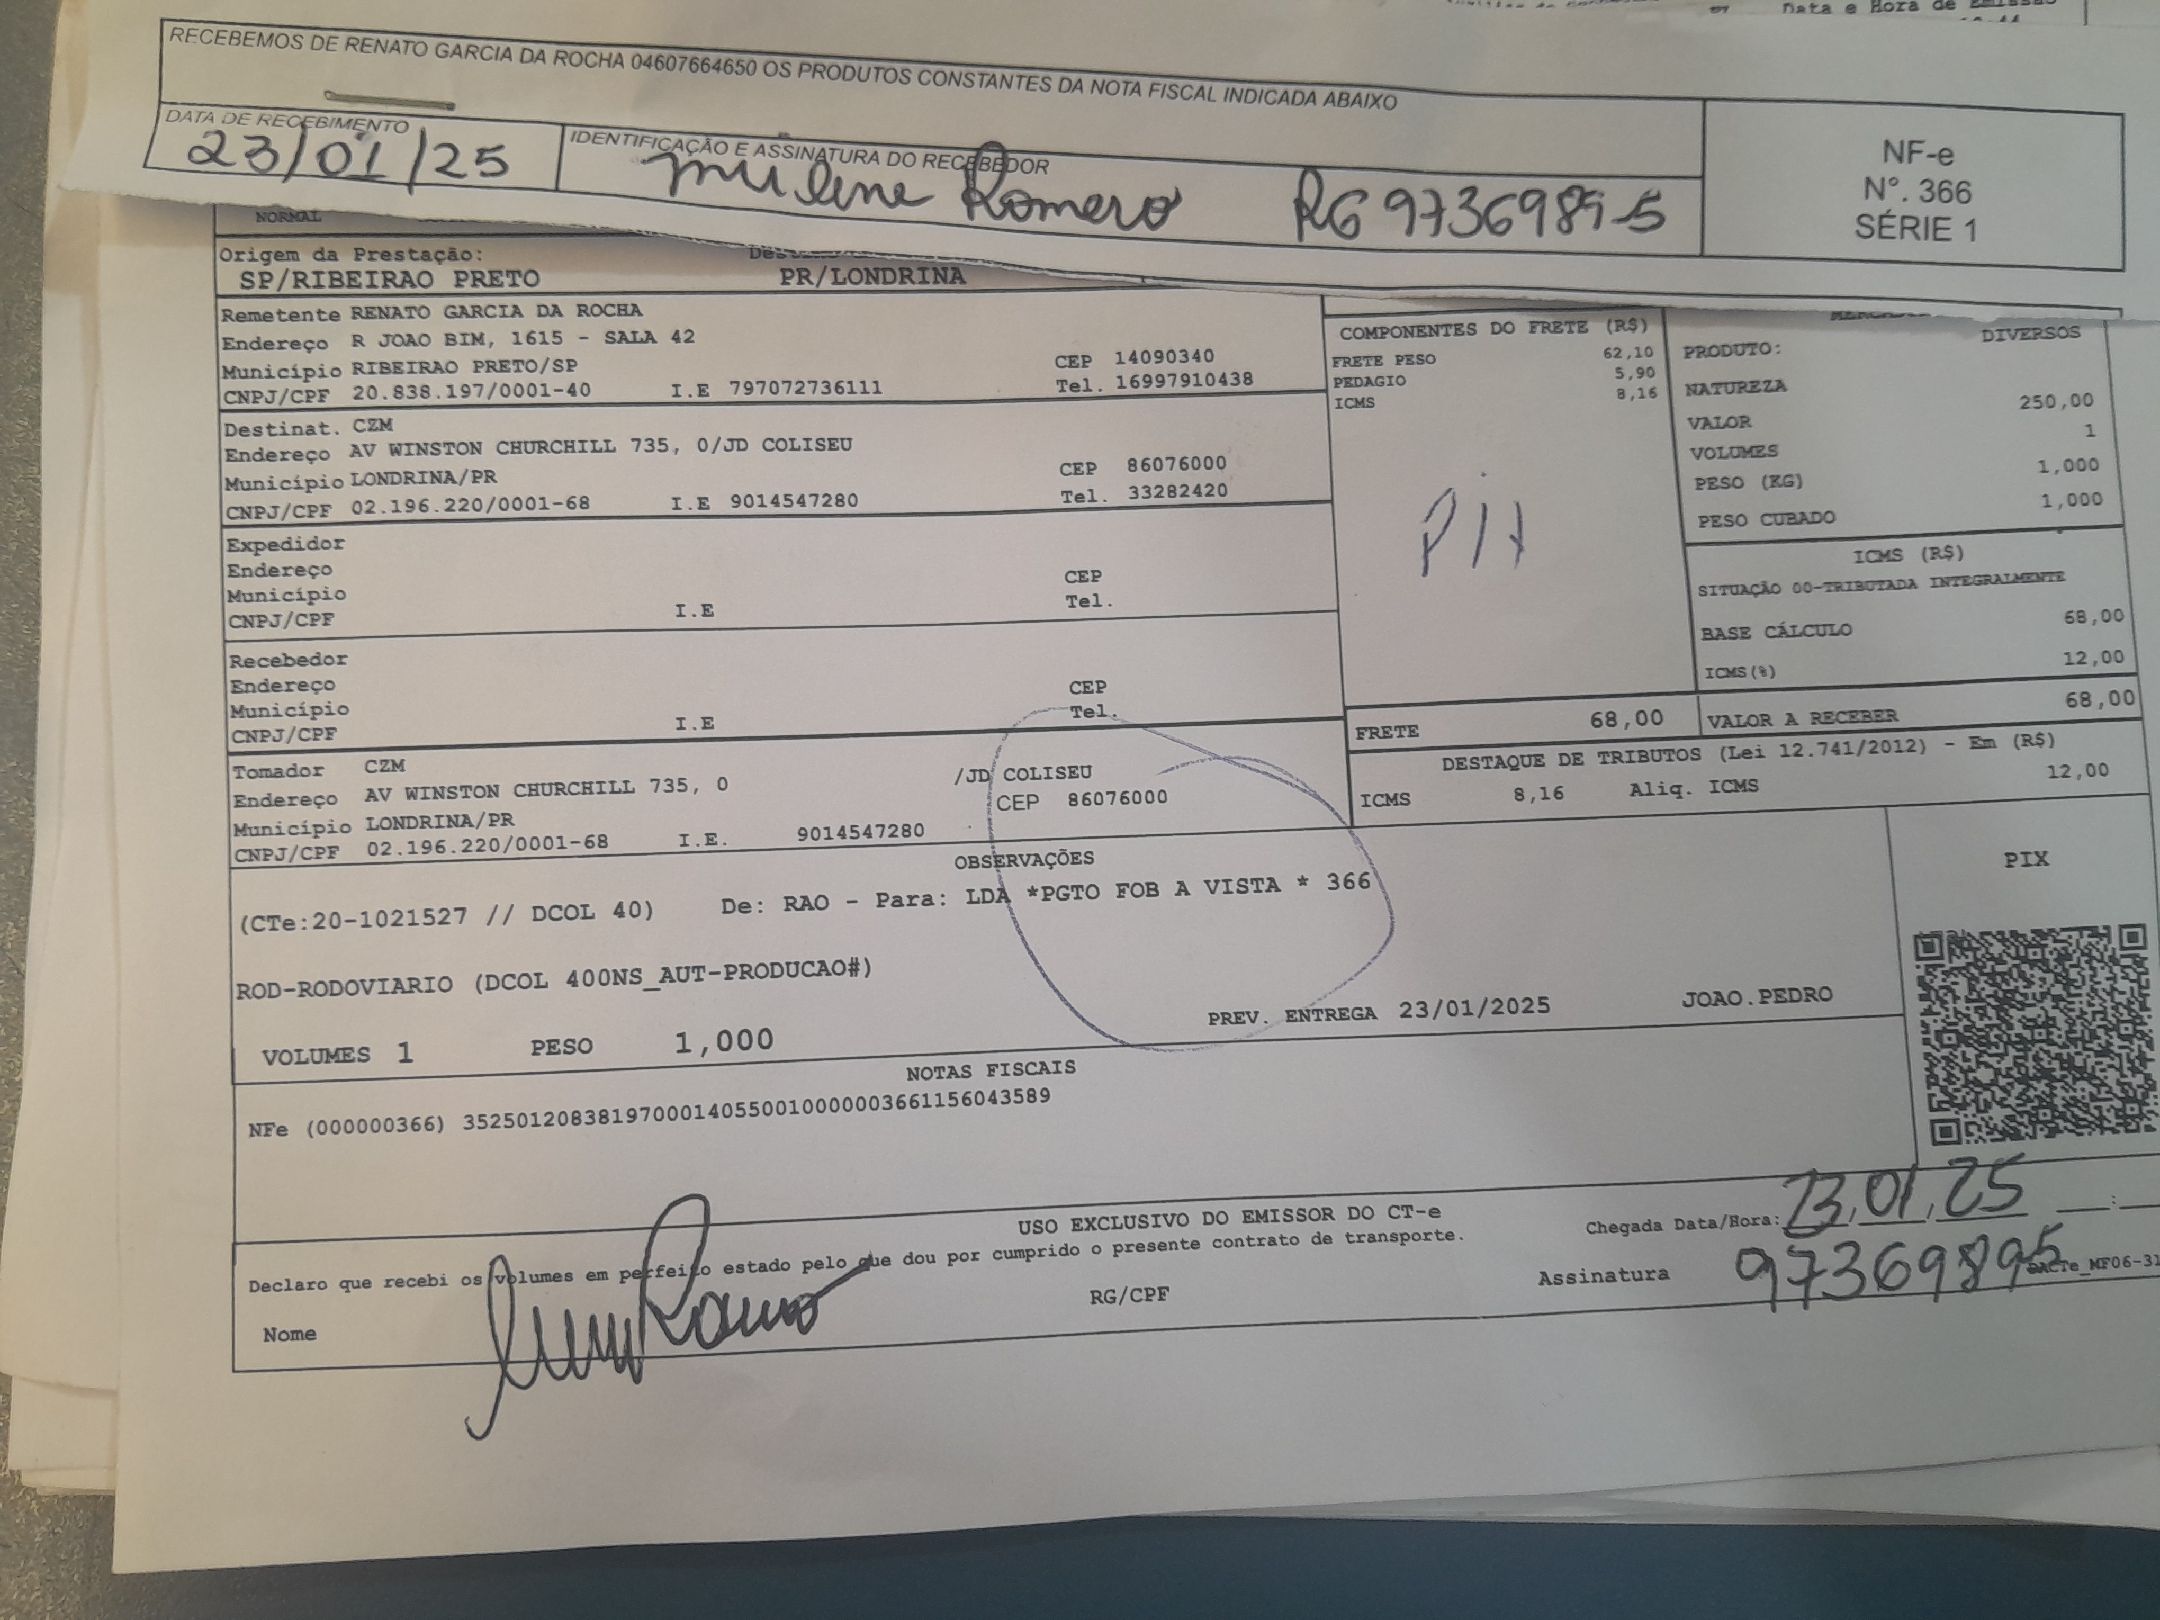 Data e Hora de Emissão
RECEBEMOS DE RENATO GARCIA DA ROCHA 04607664650 OS PRODUTOS CONSTANTES DA NOTA FISCAL INDICADA ABAIXO
DATA DE RECEBIMENTO
23/01/25
IDENTIFICAÇÃO E ASSINATURA DO RECEBEDOR
Milene Romero RG 97369895
NF-e
Nº. 366
SÉRIE 1
NORMAL
Origem da Prestação:
SP/RIBEIRAO PRETO
PR/LONDRINA
Remetente RENATO GARCIA DA ROCHA
Endereço R JOAO BIM, 1615 - SALA 42
Município RIBEIRAO PRETO/SP CEP 14090340
CNPJ/CPF 20.838.197/0001-40 I.E 797072736111 Tel. 16997910438
Destinat. CZM
Endereço AV WINSTON CHURCHILL 735, 0/JD COLISEU
Município LONDRINA/PR CEP 86076000
CNPJ/CPF 02.196.220/0001-68 I.E 9014547280 Tel. 33282420
Expedidor
Endereço
Município CEP
CNPJ/CPF I.E Tel.
Recebedor
Endereço
Município CEP
CNPJ/CPF I.E Tel.
Tomador CZM
Endereço AV WINSTON CHURCHILL 735, 0 /JD COLISEU
Município LONDRINA/PR CEP 86076000
CNPJ/CPF 02.196.220/0001-68 I.E. 9014547280
COMPONENTES DO FRETE (R$)
FRETE PESO 62,10
PEDAGIO 5,90
ICMS 8,16
PIX
FRETE 68,00
PRODUTO: DIVERSOS
NATUREZA
VALOR 250,00
VOLUMES 1
PESO (KG) 1,000
PESO CUBADO 1,000
ICMS (R$)
SITUAÇÃO 00-TRIBUTADA INTEGRALMENTE
BASE CÁLCULO 68,00
ICMS(%) 12,00
VALOR A RECEBER 68,00
DESTAQUE DE TRIBUTOS (Lei 12.741/2012) - Em (R$)
ICMS 8,16 Aliq. ICMS 12,00
OBSERVAÇÕES
(CTe:20-1021527 // DCOL 40) De: RAO - Para: LDA *PGTO FOB A VISTA * 366
ROD-RODOVIARIO (DCOL 400NS_AUT-PRODUCAO#)
PREV. ENTREGA 23/01/2025 JOAO.PEDRO
VOLUMES 1 PESO 1,000
PIX
NOTAS FISCAIS
NFe (000000366) 35250120838197000140550010000003661156043589
USO EXCLUSIVO DO EMISSOR DO CT-e
Declaro que recebi os volumes em perfeito estado pelo que dou por cumprido o presente contrato de transporte.
Chegada Data/Hora: 23,01,25 __:
Nome RG/CPF Assinatura 97369895
DACTe_MF06-31